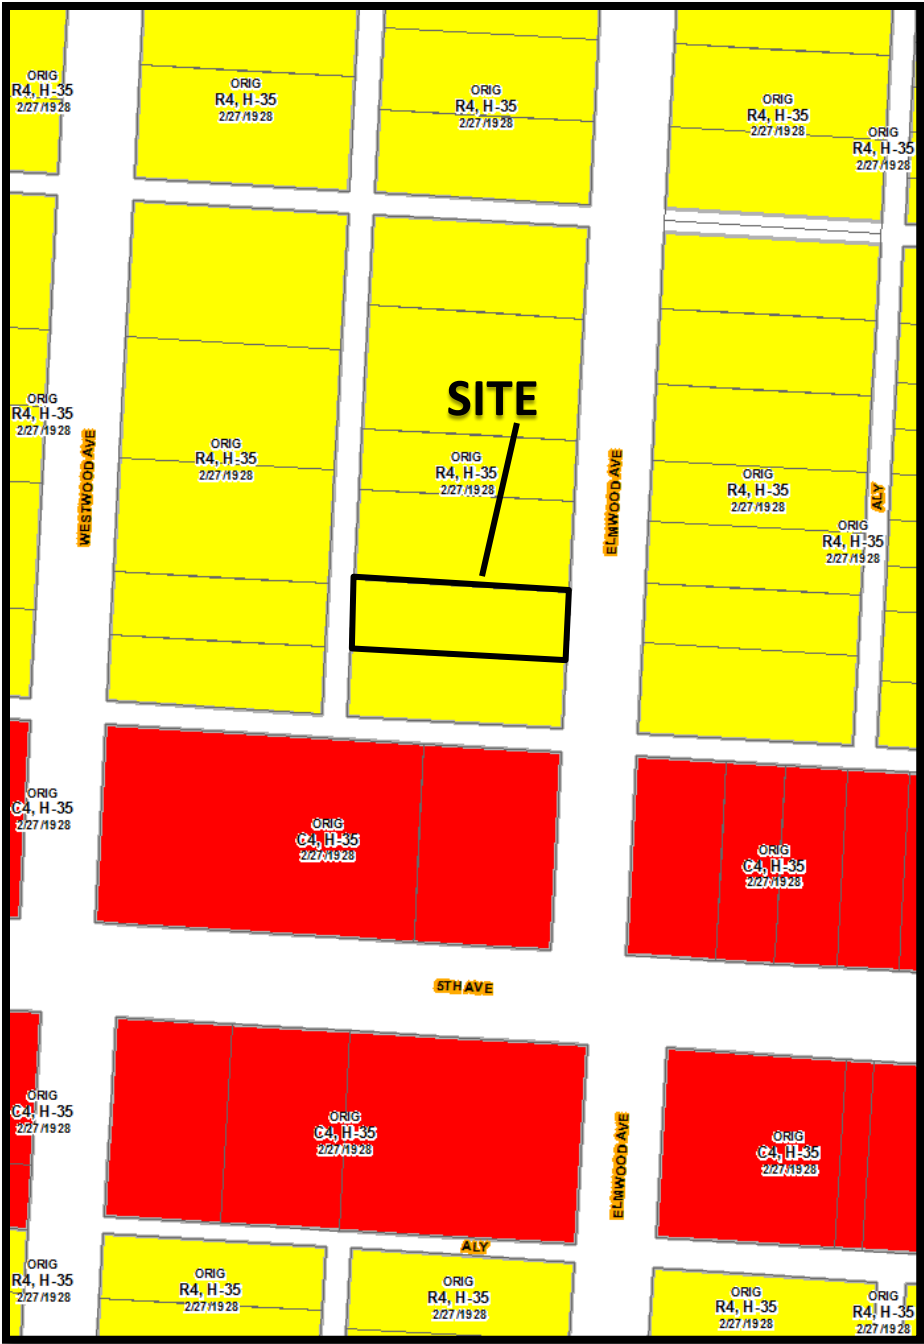 ORIG
R4, H-35
2/27/1928
ORIG
R4, H-35
2/27/1928
ORIG
R4, H-35
2/27/1928
ORIG
R4, H-35
2/27/1928
ORIG
R4, H-35
2/27/1928
SITE
ORIG
R4, H-35
2/27/1928
WESTWOOD AVE
ORIG
R4, H-35
2/27/1928
ORIG
R4, H-35
2/27/1928
ELMWOOD AVE
ORIG
R4, H-35
2/27/1928
ALY
ORIG
R4, H-35
2/27/1928
ORIG
C4, H-35
2/27/1928
ORIG
C4, H-35
2/27/1928
ORIG
C4, H-35
2/27/1928
5TH AVE
ORIG
C4, H-35
2/27/1928
ORIG
C4, H-35
2/27/1928
ELMWOOD AVE
ORIG
C4, H-35
2/27/1928
ALY
ORIG
R4, H-35
2/27/1928
ORIG
R4, H-35
2/27/1928
ORIG
R4, H-35
2/27/1928
ORIG
R4, H-35
2/27/1928
ORIG
R4, H-35
2/27/1928